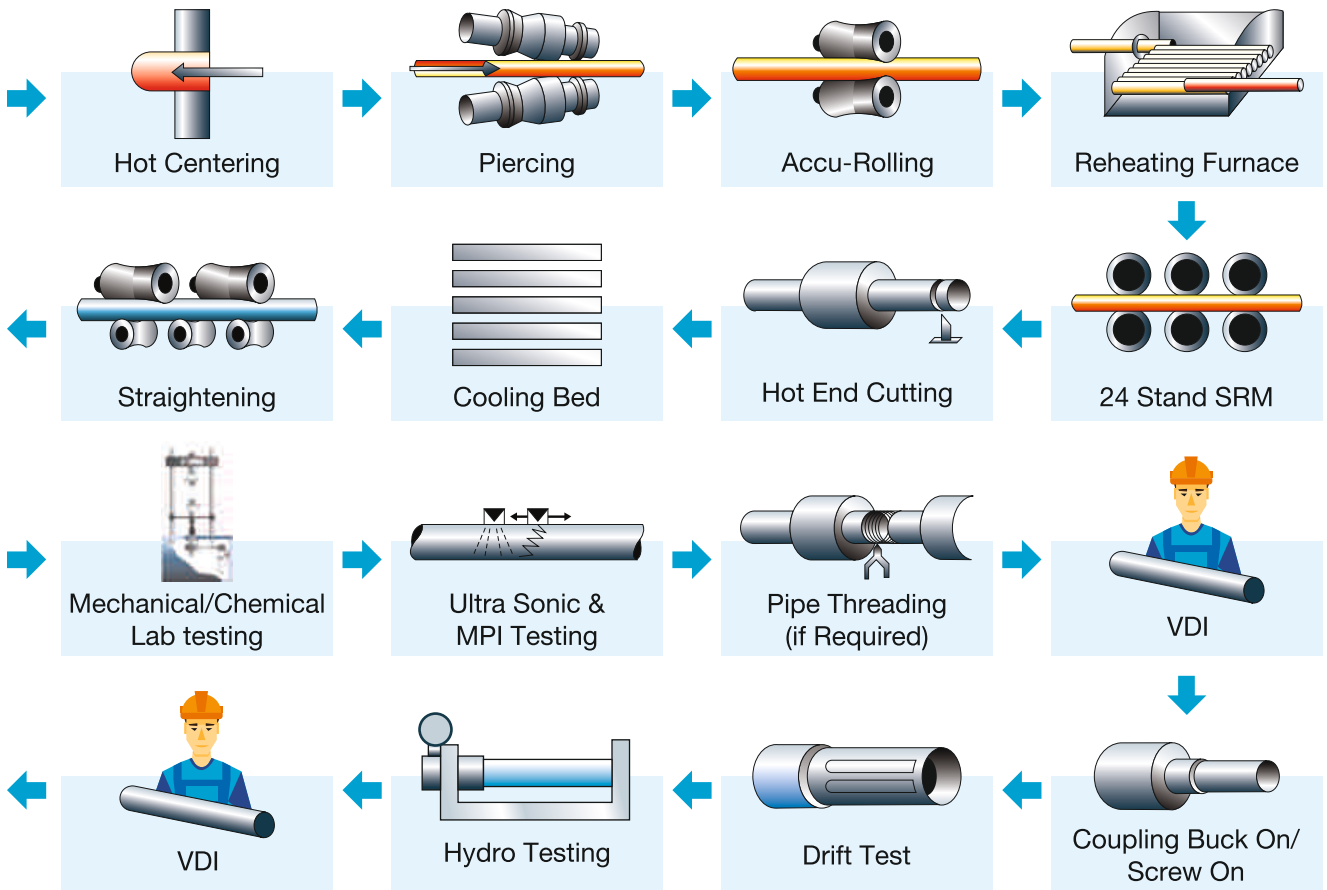 Hot Centering
Piercing
Accu-Rolling
Reheating Furnace
Straightening
Cooling Bed
Hot End Cutting
24 Stand SRM
Mechanical/Chemical
Lab testing
Ultra Sonic &
MPI Testing
Pipe Threading
(if Required)
VDI
VDI
Hydro Testing
Drift Test
Coupling Buck On/
Screw On